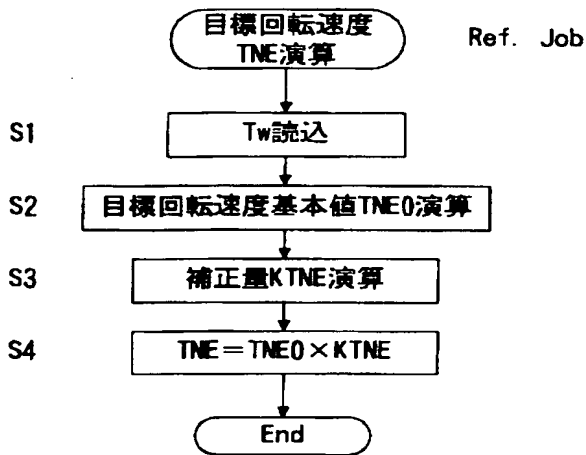 目標回転速度
TNE演算
Ref. Job
S1
Tw読込
S2
目標回転速度基本値TNE0演算
S3
補正量KTNE演算
S4
TNE=TNE0×KTNE
End